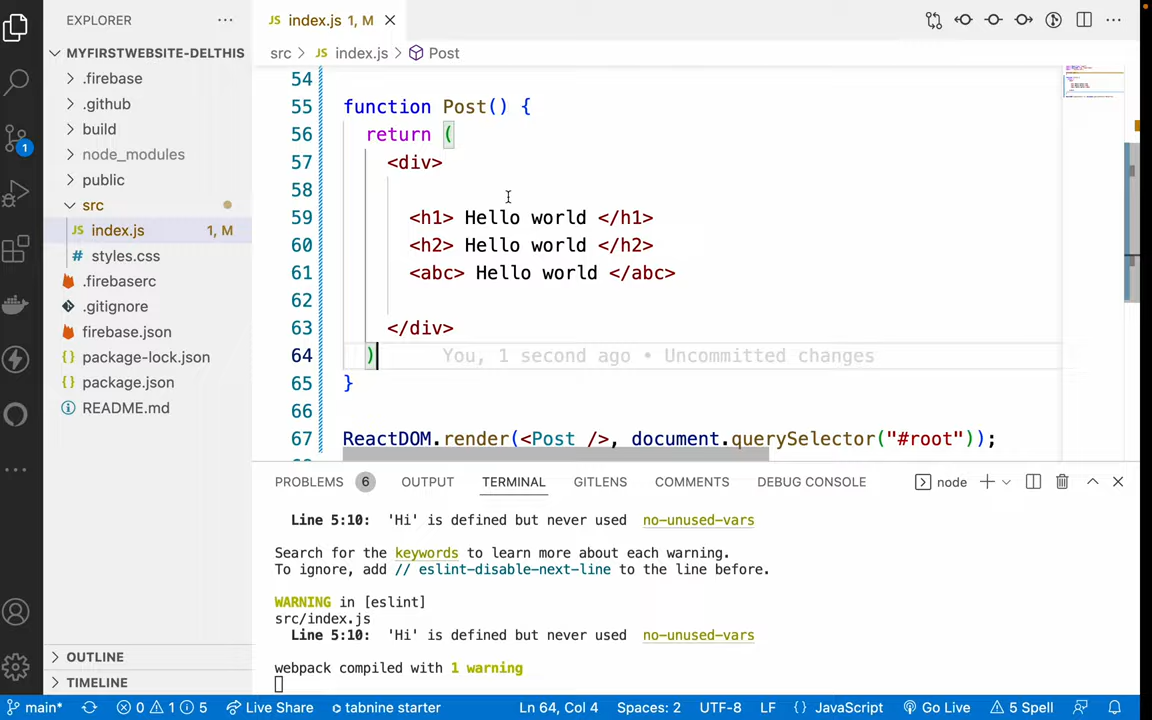 EXPLORER
index.js 1, M
MYFIRSTWEBSITE-DELTHIS
src > JS index.js > Post
.firebase
.github
build
node_modules
public
src
JS index.js 1, M
# styles.css
.firebaserc
.gitignore
firebase.json
{} package-lock.json
{} package.json
README.md
OUTLINE
TIMELINE
1
54
55 function Post() {
56 return (
57 <div>
58
59 <h1> Hello world </h1>
60 <h2> Hello world </h2>
61 <abc> Hello world </abc>
62
63 </div>
64 ) You, 1 second ago • Uncommitted changes
65 }
66
67 ReactDOM.render(<Post />, document.querySelector("#root"));
PROBLEMS 6 OUTPUT TERMINAL GITLENS COMMENTS DEBUG CONSOLE node
Line 5:10: 'Hi' is defined but never used no-unused-vars
Search for the keywords to learn more about each warning.
To ignore, add // eslint-disable-next-line to the line before.
WARNING in [eslint]
src/index.js
Line 5:10: 'Hi' is defined but never used no-unused-vars
webpack compiled with 1 warning
main* 0 1 5 Live Share tabnine starter Ln 64, Col 4 Spaces: 2 UTF-8 LF {} JavaScript Go Live 5 Spell